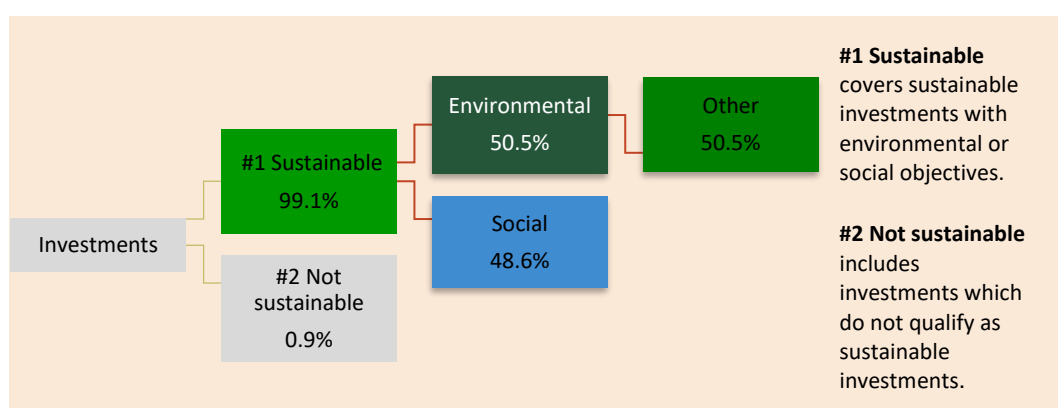 Investments
#1 Sustainable
99.1%
#2 Not
sustainable
0.9%
Environmental
50.5%
Social
48.6%
Other
50.5%
#1 Sustainable
covers sustainable
investments with
environmental or
social objectives.
#2 Not sustainable
includes
investments which
do not qualify as
sustainable
investments.